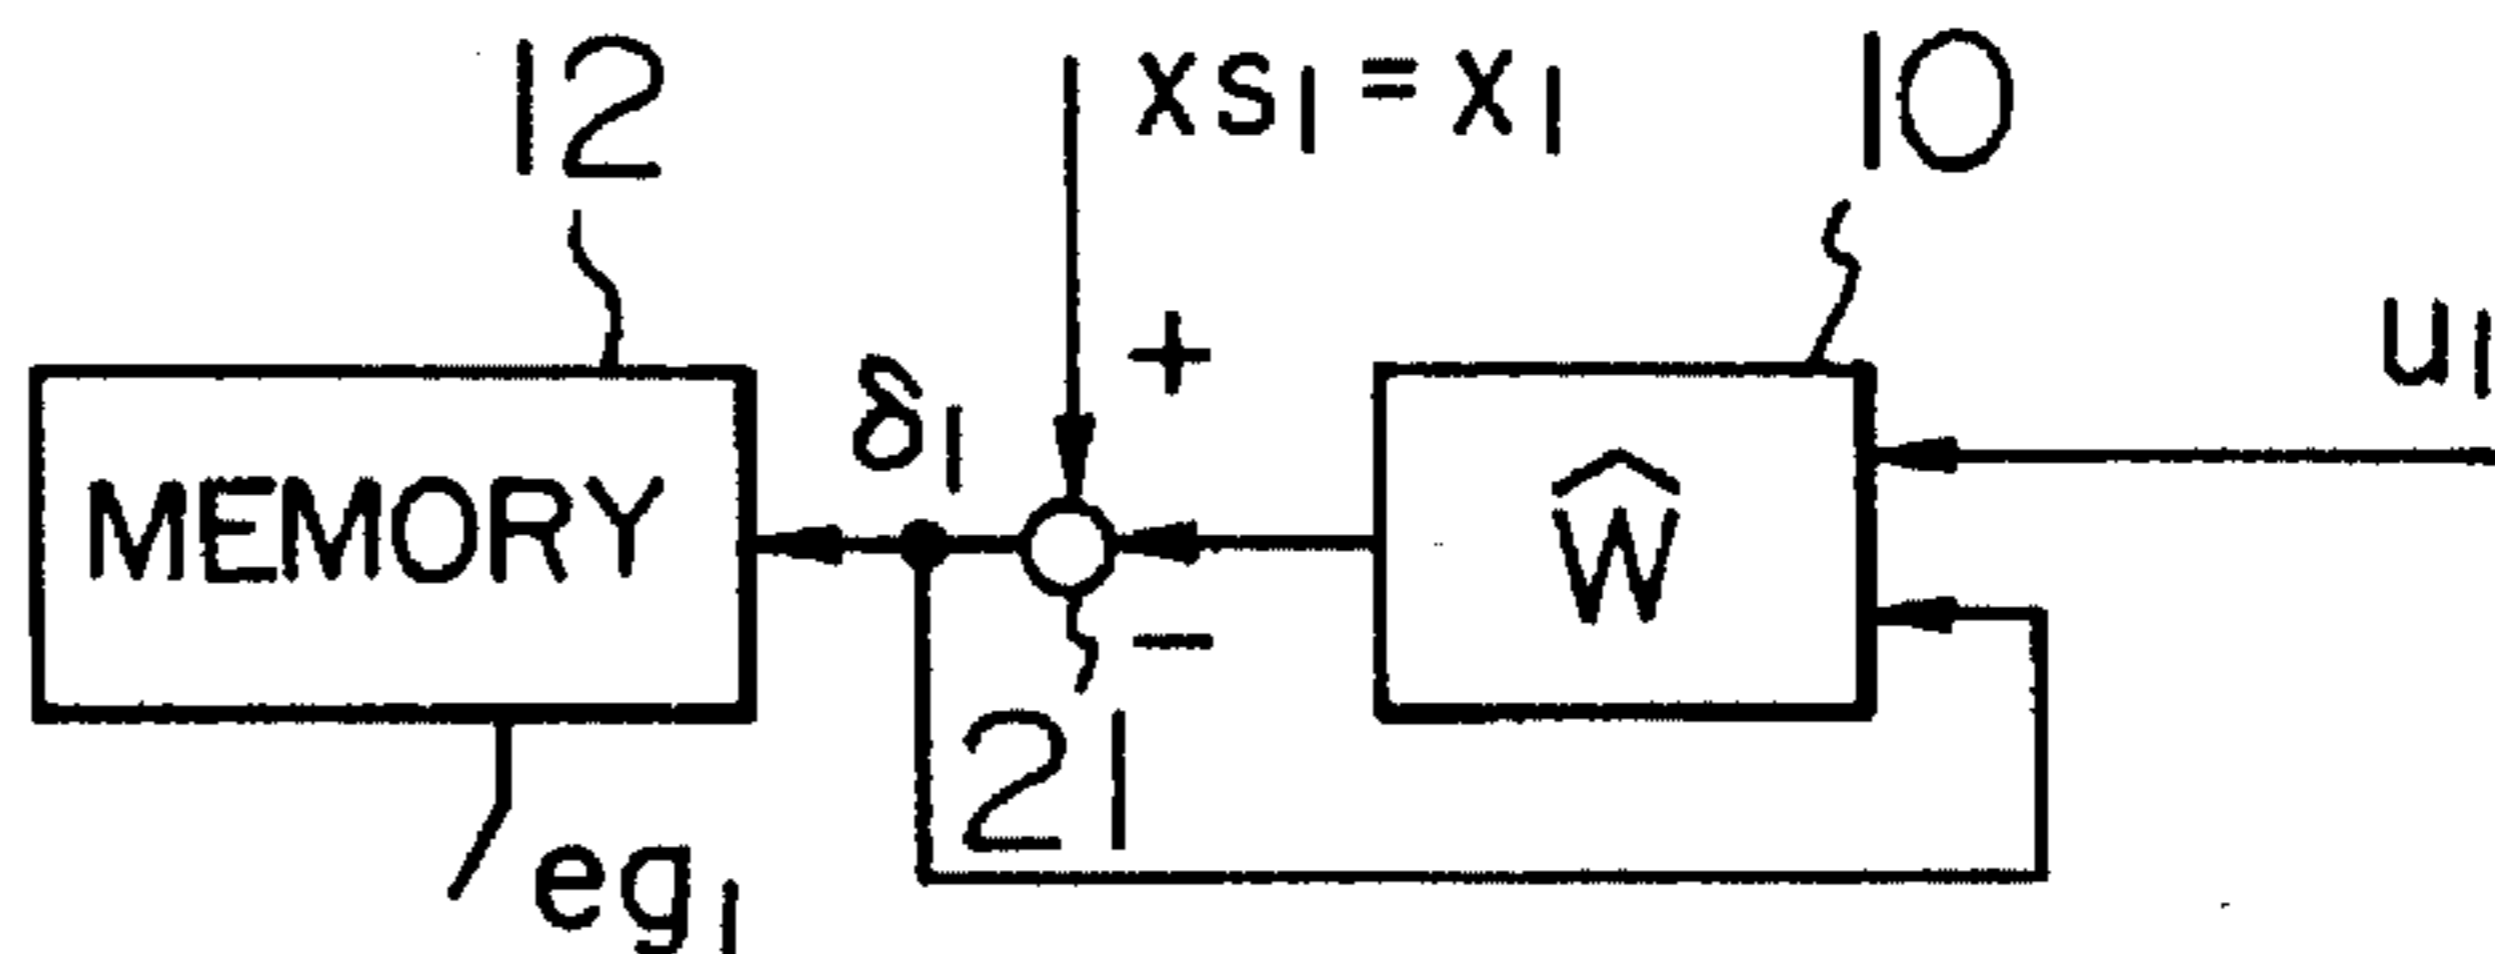 12
xs₁ = x₁
10
+
u₁
δ₁
MEMORY
ŵ
−
21
eg₁